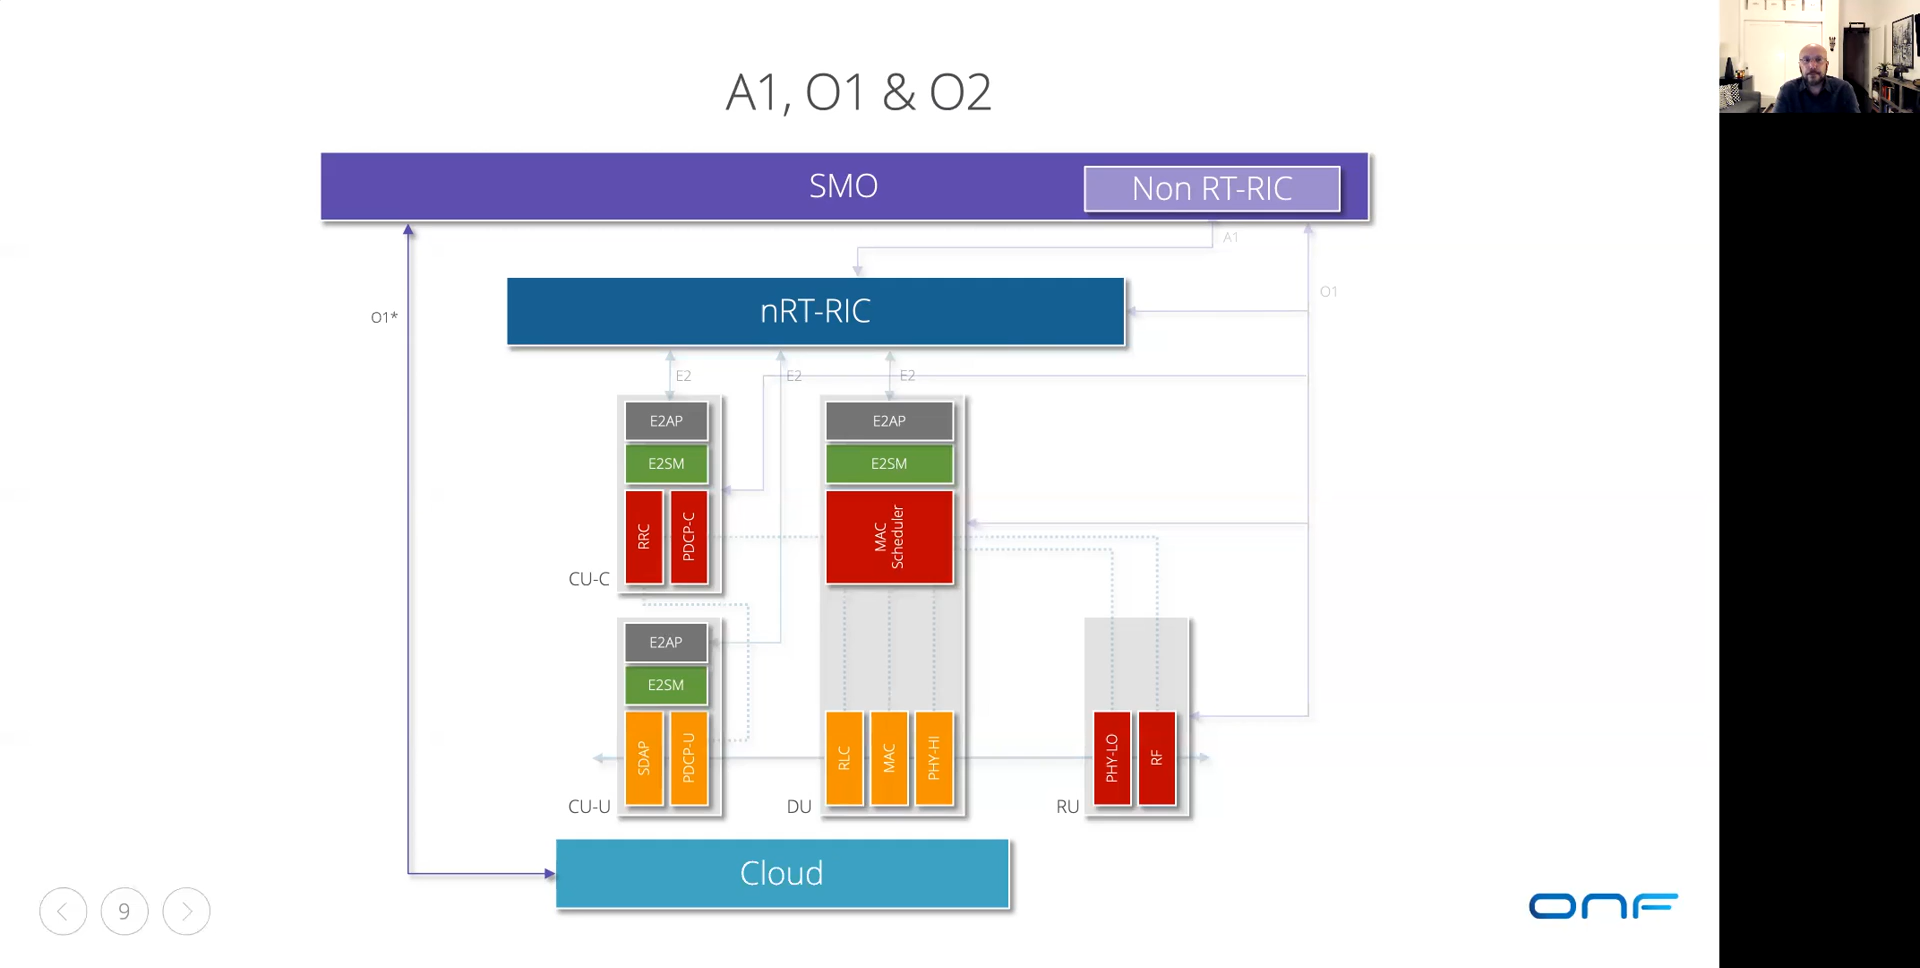 A1, O1 & O2
SMO
Non RT-RIC
A1
nRT-RIC
O1
O1*
E2
E2
E2
E2AP
E2AP
E2SM
E2SM
RRC
PDCP-C
MAC
Scheduler
CU-C
E2AP
E2SM
SDAP
PDCP-U
RLC
MAC
PHY-HI
PHY-LO
RF
CU-U
DU
RU
Cloud
9
ONF